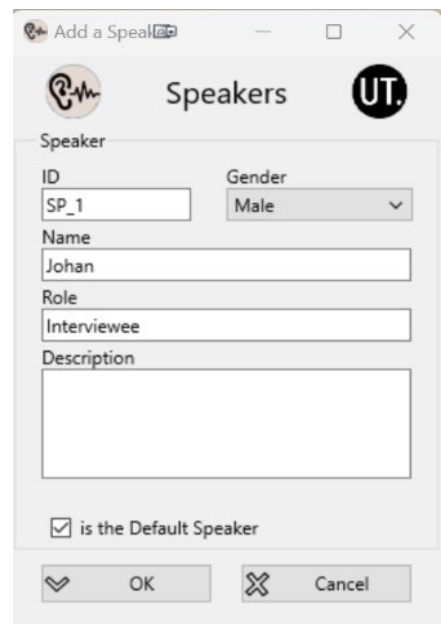 Add a Speak
Speakers
UT.
Speaker
ID
Gender
SP_1
Male
Name
Johan
Role
Interviewee
Description
is the Default Speaker
OK
Cancel